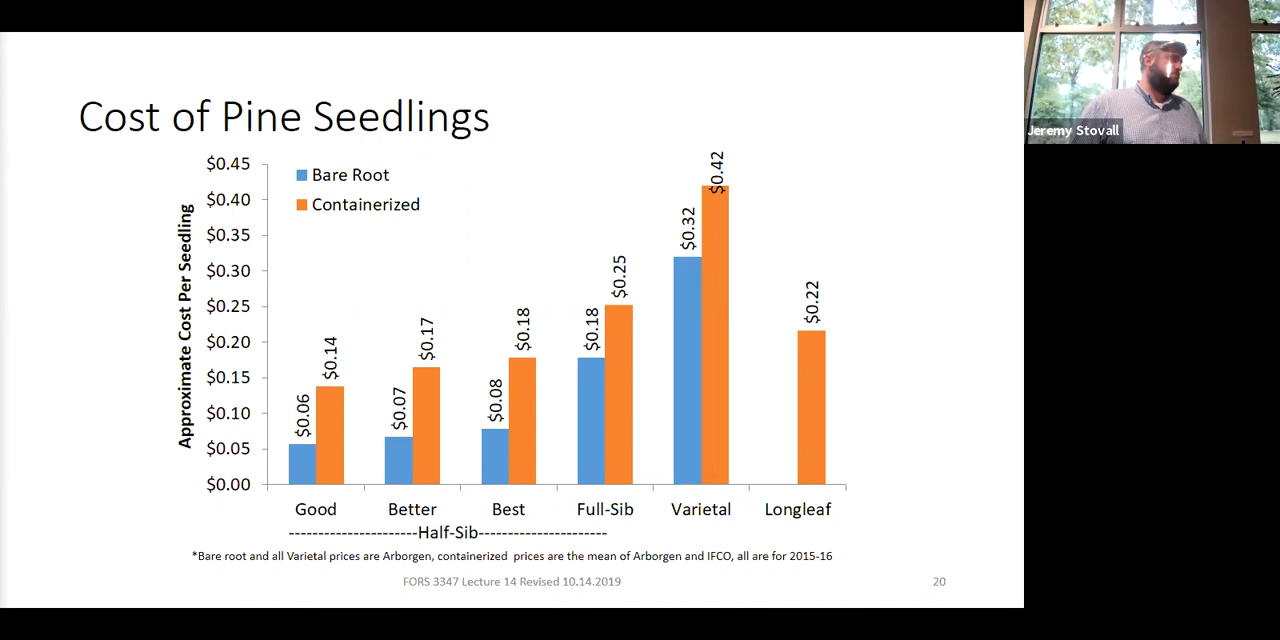 Cost of Pine Seedlings
Approximate Cost Per Seedling
$0.45
$0.40
$0.35
$0.30
$0.25
$0.20
$0.15
$0.10
$0.05
$0.00
Bare Root
Containerized
$0.06
$0.14
$0.07
$0.17
$0.08
$0.18
$0.18
$0.25
$0.32
$0.42
$0.22
Good Better Best Full-Sib Varietal Longleaf
----------------------Half-Sib----------------------
*Bare root and all Varietal prices are Arborgen, containerized prices are the mean of Arborgen and IFCO, all are for 2015-16
FORS 3347 Lecture 14 Revised 10.14.2019
20
Jeremy Stovall